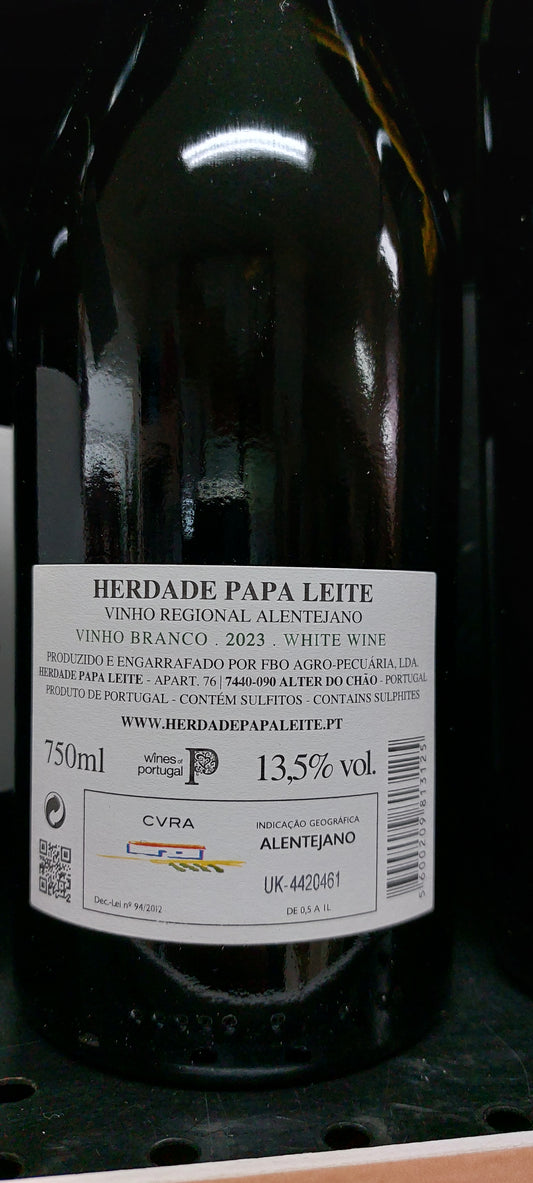 HERDADE PAPA LEITE
VINHO REGIONAL ALENTEJANO
VINHO BRANCO . 2023 . WHITE WINE
PRODUZIDO E ENGARRAFADO POR FBO AGRO-PECUÁRIA, LDA.
HERDADE PAPA LEITE - APART. 76 | 7440-090 ALTER DO CHÃO - PORTUGAL
PRODUTO DE PORTUGAL - CONTÉM SULFITOS - CONTAINS SULPHITES
WWW.HERDADEPAPALEITE.PT
750ml
wines of
portugal
13,5% vol.
CVRA
Dec.-Lei nº 94/2012
INDICAÇÃO GEOGRÁFICA
ALENTEJANO
UK-4420461
DE 0,5 A 1L
5600209813125